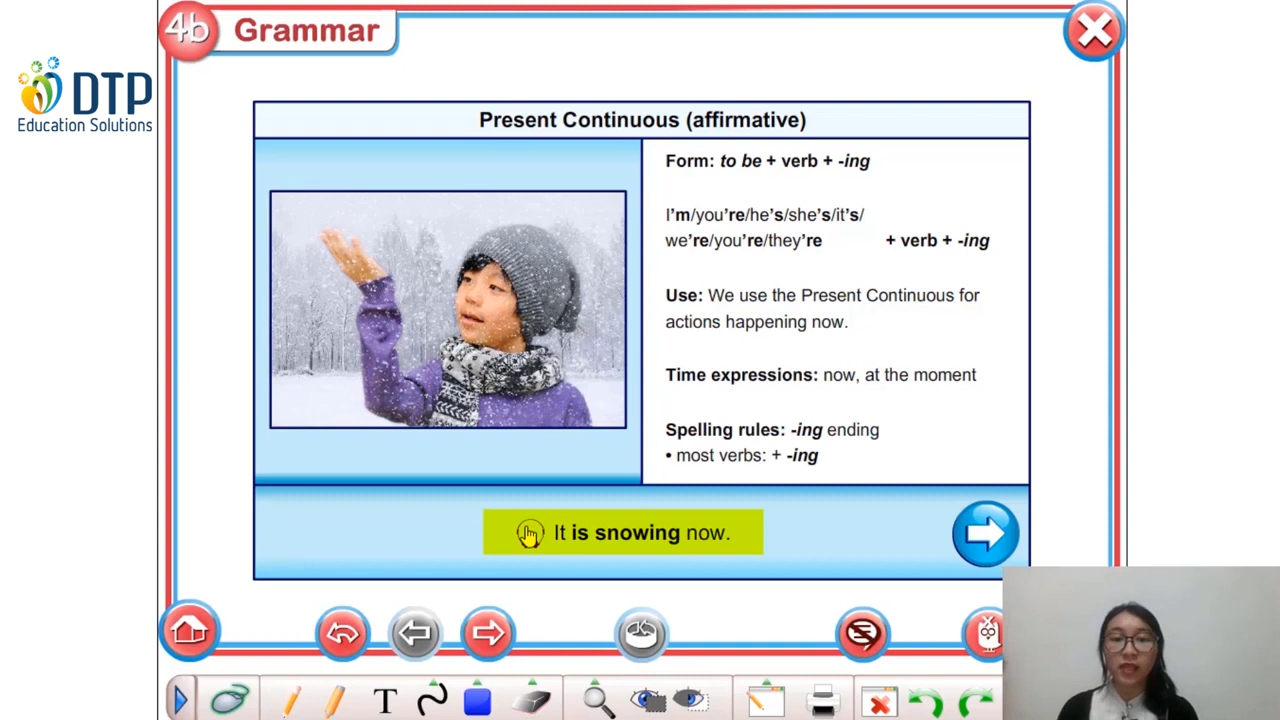 4b Grammar
DTP
Education Solutions
Present Continuous (affirmative)
Form: to be + verb + -ing
I'm/you're/he's/she's/it's/
we're/you're/they're + verb + -ing
Use: We use the Present Continuous for
actions happening now.
Time expressions: now, at the moment
Spelling rules: -ing ending
• most verbs: + -ing
It is snowing now.
T